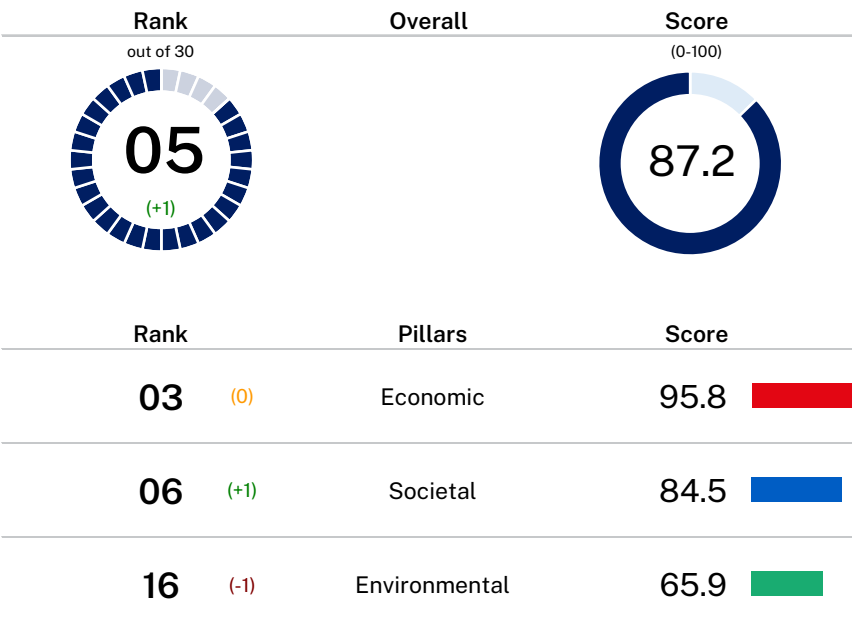 Rank Overall Score
out of 30 (0-100)
05 87.2
(+1)
Rank Pillars Score
03 (0) Economic 95.8
06 (+1) Societal 84.5
16 (-1) Environmental 65.9